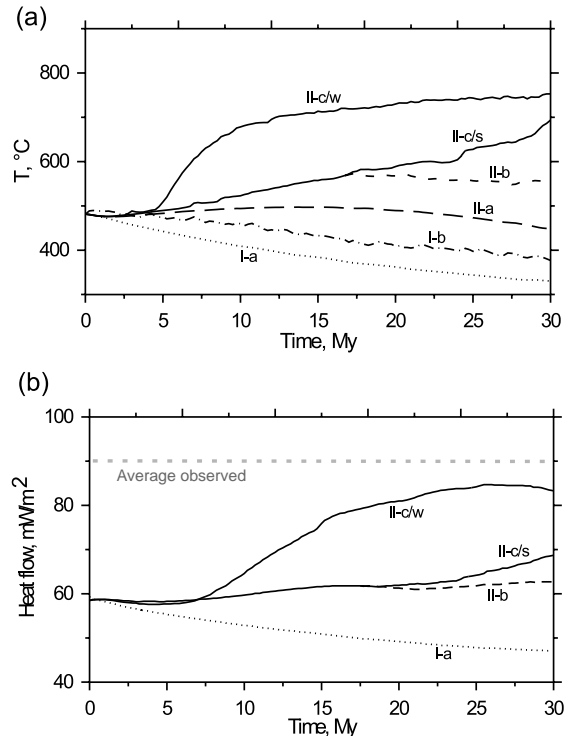 (a)
800
600
400
T, °C
II-c/w
II-c/s
II-b
II-a
I-b
I-a
0 5 10 15 20 25 30
Time, My
(b)
100
80
60
40
Heat flow, mW/m2
Average observed
II-c/w
II-c/s
II-b
I-a
0 5 10 15 20 25 30
Time, My